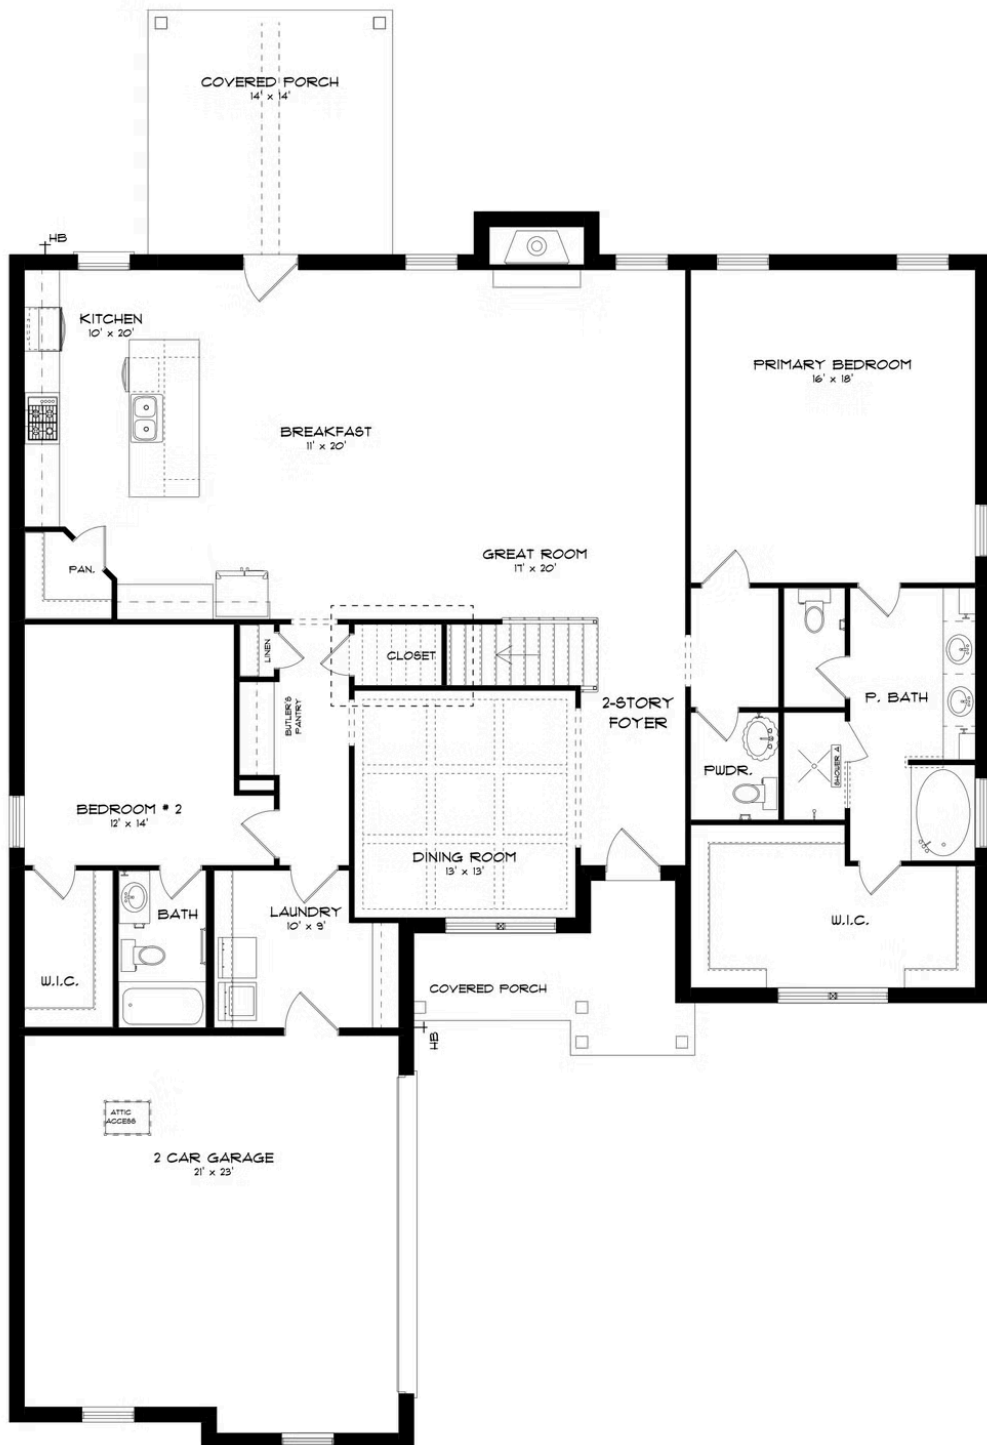 COVERED PORCH
14' x 14'
HB
KITCHEN
10' x 20'
PRIMARY BEDROOM
16' x 18'
BREAKFAST
11' x 20'
GREAT ROOM
17' x 20'
PAN.
LINEN
CLOSET
BUTLER'S
PANTRY
2-STORY
FOYER
P. BATH
SHOWER A
PWDR.
BEDROOM # 2
12' x 14'
DINING ROOM
13' x 13'
BATH
LAUNDRY
10' x 9'
W.I.C.
W.I.C.
COVERED PORCH
HB
ATTIC
ACCESS
2 CAR GARAGE
21' x 23'